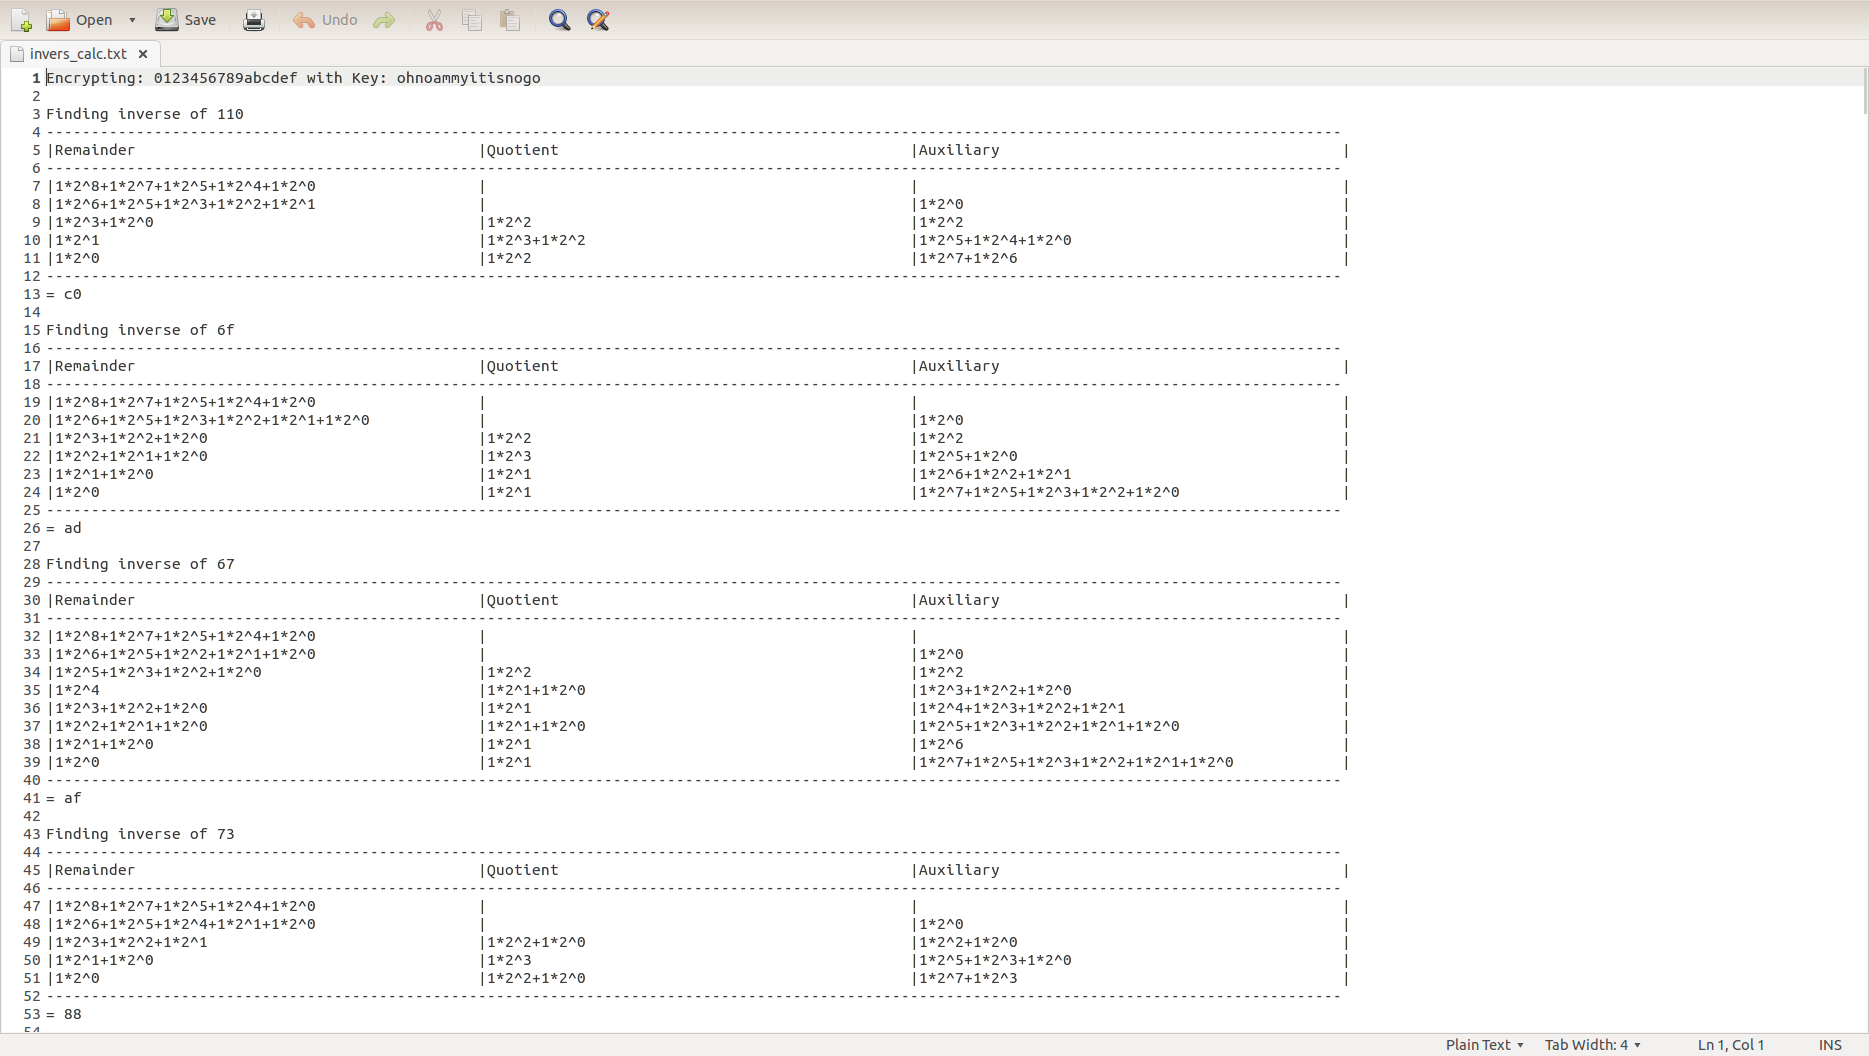 Open Save Undo
invers_calc.txt
1 Encrypting: 0123456789abcdef with Key: ohnoammyitisnogo
2
3 Finding inverse of 110
4 ------------------------------------------------------------------------------------------------------------------------------------------------
5 |Remainder |Quotient |Auxiliary |
6 ------------------------------------------------------------------------------------------------------------------------------------------------
7 |1*2^8+1*2^7+1*2^5+1*2^4+1*2^0 | | |
8 |1*2^6+1*2^5+1*2^3+1*2^2+1*2^1 | |1*2^0 |
9 |1*2^3+1*2^0 |1*2^2 |1*2^2 |
10 |1*2^1 |1*2^3+1*2^2 |1*2^5+1*2^4+1*2^0 |
11 |1*2^0 |1*2^2 |1*2^7+1*2^6 |
12 ------------------------------------------------------------------------------------------------------------------------------------------------
13 = c0
14
15 Finding inverse of 6f
16 ------------------------------------------------------------------------------------------------------------------------------------------------
17 |Remainder |Quotient |Auxiliary |
18 ------------------------------------------------------------------------------------------------------------------------------------------------
19 |1*2^8+1*2^7+1*2^5+1*2^4+1*2^0 | | |
20 |1*2^6+1*2^5+1*2^3+1*2^2+1*2^1+1*2^0 | |1*2^0 |
21 |1*2^3+1*2^2+1*2^0 |1*2^2 |1*2^2 |
22 |1*2^2+1*2^1+1*2^0 |1*2^3 |1*2^5+1*2^0 |
23 |1*2^1+1*2^0 |1*2^1 |1*2^6+1*2^2+1*2^1 |
24 |1*2^0 |1*2^1 |1*2^7+1*2^5+1*2^3+1*2^2+1*2^0 |
25 ------------------------------------------------------------------------------------------------------------------------------------------------
26 = ad
27
28 Finding inverse of 67
29 ------------------------------------------------------------------------------------------------------------------------------------------------
30 |Remainder |Quotient |Auxiliary |
31 ------------------------------------------------------------------------------------------------------------------------------------------------
32 |1*2^8+1*2^7+1*2^5+1*2^4+1*2^0 | | |
33 |1*2^6+1*2^5+1*2^2+1*2^1+1*2^0 | |1*2^0 |
34 |1*2^5+1*2^3+1*2^2+1*2^0 |1*2^2 |1*2^2 |
35 |1*2^4 |1*2^1+1*2^0 |1*2^3+1*2^2+1*2^0 |
36 |1*2^3+1*2^2+1*2^0 |1*2^1 |1*2^4+1*2^3+1*2^2+1*2^1 |
37 |1*2^2+1*2^1+1*2^0 |1*2^1+1*2^0 |1*2^5+1*2^3+1*2^2+1*2^1+1*2^0 |
38 |1*2^1+1*2^0 |1*2^1 |1*2^6 |
39 |1*2^0 |1*2^1 |1*2^7+1*2^5+1*2^3+1*2^2+1*2^1+1*2^0 |
40 ------------------------------------------------------------------------------------------------------------------------------------------------
41 = af
42
43 Finding inverse of 73
44 ------------------------------------------------------------------------------------------------------------------------------------------------
45 |Remainder |Quotient |Auxiliary |
46 ------------------------------------------------------------------------------------------------------------------------------------------------
47 |1*2^8+1*2^7+1*2^5+1*2^4+1*2^0 | | |
48 |1*2^6+1*2^5+1*2^4+1*2^1+1*2^0 | |1*2^0 |
49 |1*2^3+1*2^2+1*2^1 |1*2^2+1*2^0 |1*2^2+1*2^0 |
50 |1*2^1+1*2^0 |1*2^3 |1*2^5+1*2^3+1*2^0 |
51 |1*2^0 |1*2^2+1*2^0 |1*2^7+1*2^3 |
52 ------------------------------------------------------------------------------------------------------------------------------------------------
53 = 88
54
Plain Text Tab Width: 4 Ln 1, Col 1 INS